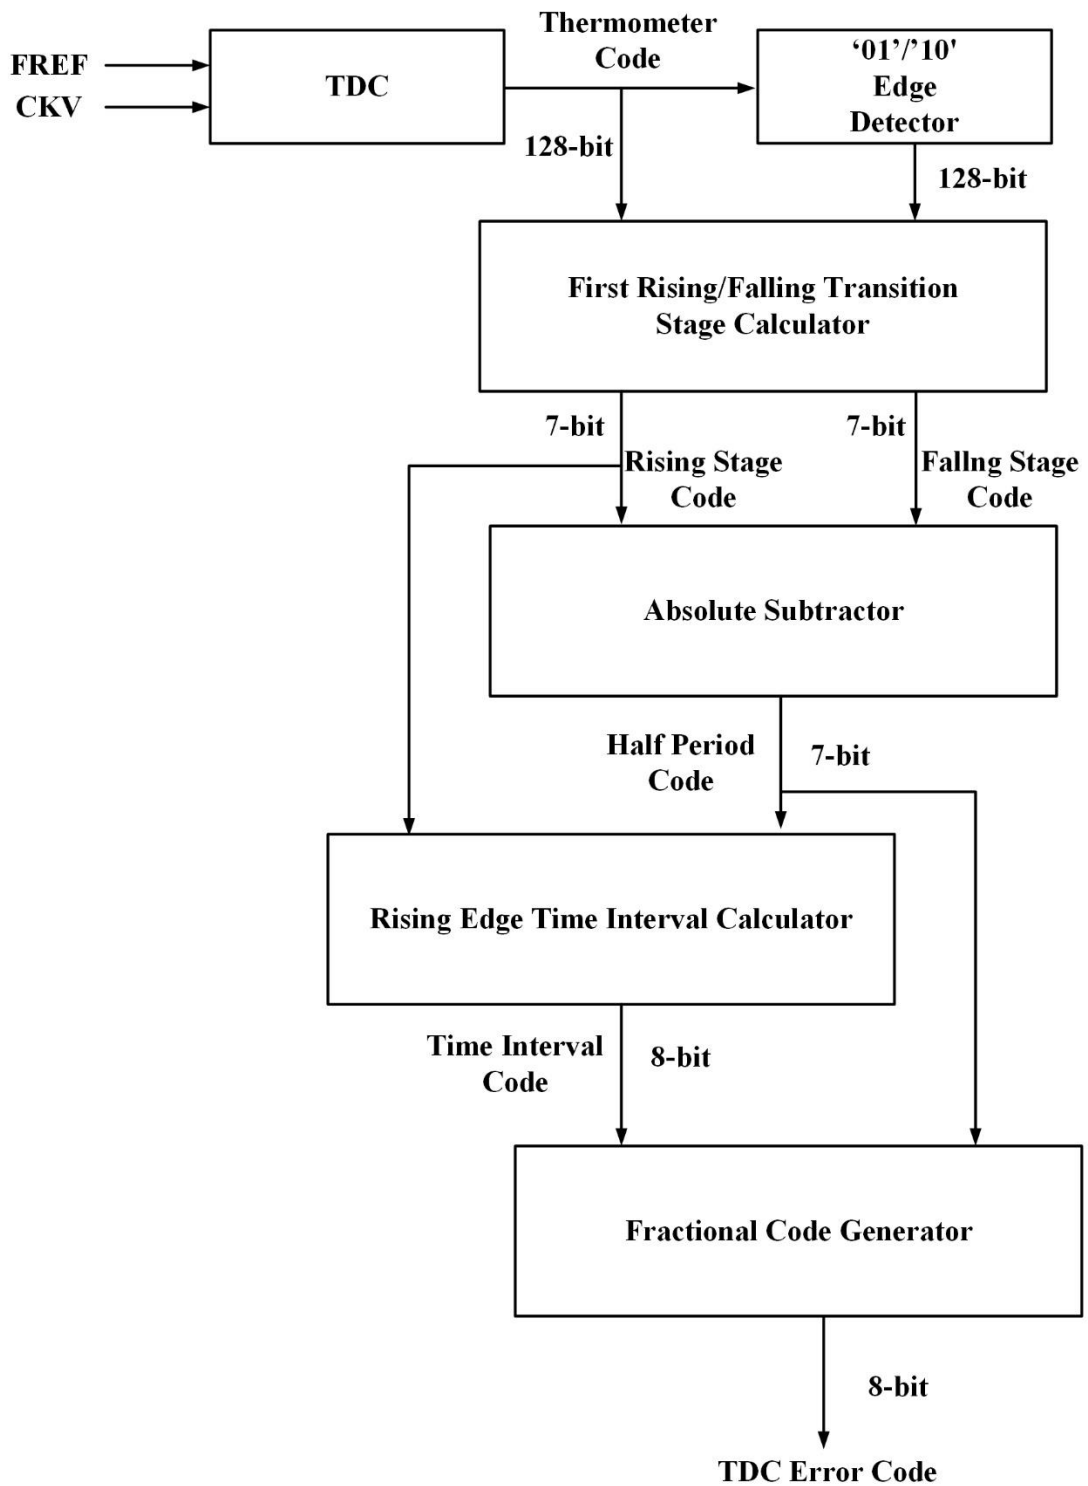 FREF
CKV
TDC
Thermometer
Code
‘01’/’10'
Edge
Detector
128-bit
128-bit
First Rising/Falling Transition
Stage Calculator
7-bit
7-bit
Rising Stage
Code
Fallng Stage
Code
Absolute Subtractor
Half Period
Code
7-bit
Rising Edge Time Interval Calculator
Time Interval
Code
8-bit
Fractional Code Generator
8-bit
TDC Error Code